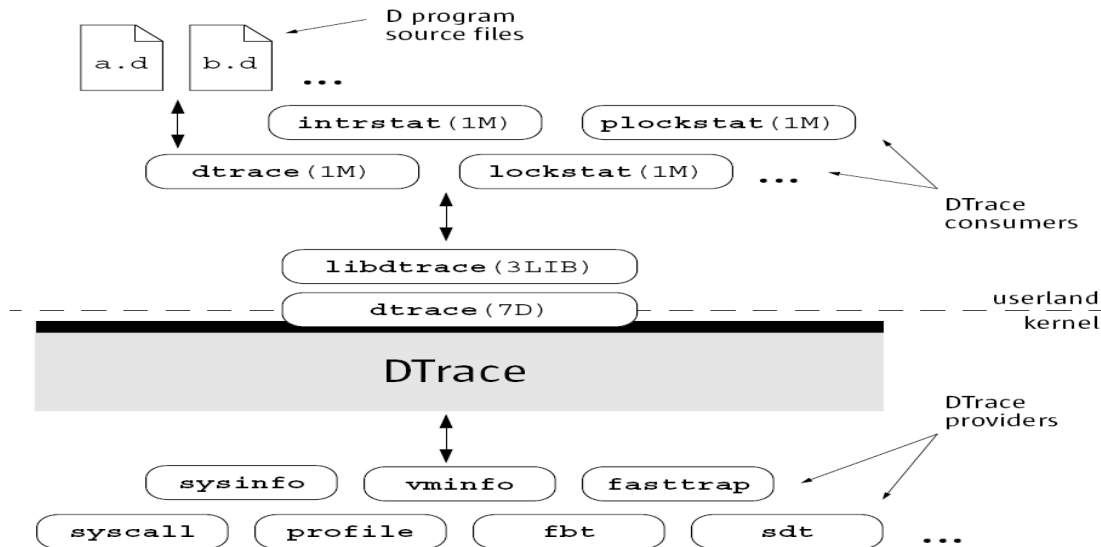 D program
source files
a.d
b.d
...
intrstat(1M)
plockstat(1M)
dtrace(1M)
lockstat(1M)
...
DTrace
consumers
libdtrace(3LIB)
dtrace(7D)
userland
kernel
DTrace
DTrace
providers
sysinfo
vminfo
fasttrap
syscall
profile
fbt
sdt
...